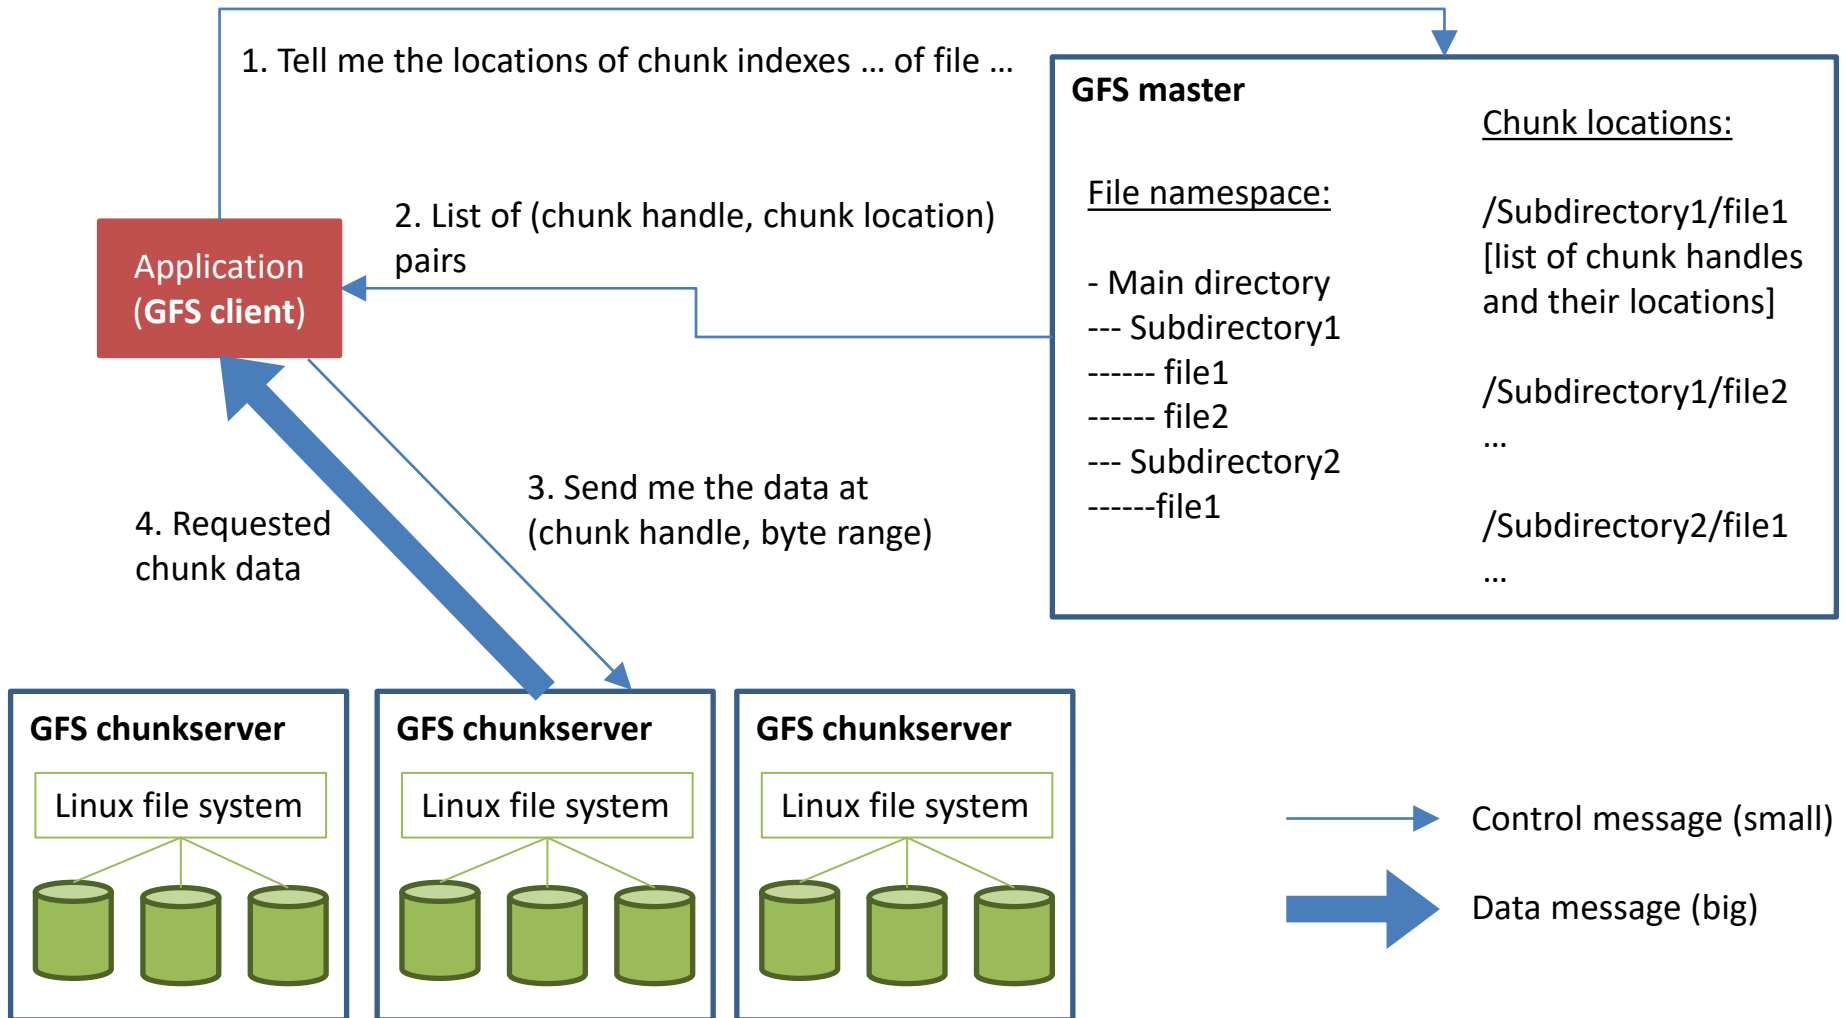 1. Tell me the locations of chunk indexes … of file …
GFS master
Chunk locations:
File namespace:
/Subdirectory1/file1
[list of chunk handles
and their locations]
- Main directory
--- Subdirectory1
------ file1
------ file2
--- Subdirectory2
------file1
/Subdirectory1/file2
…
/Subdirectory2/file1
…
2. List of (chunk handle, chunk location)
pairs
Application
(GFS client)
3. Send me the data at
(chunk handle, byte range)
4. Requested
chunk data
GFS chunkserver
Linux file system
GFS chunkserver
Linux file system
GFS chunkserver
Linux file system
Control message (small)
Data message (big)